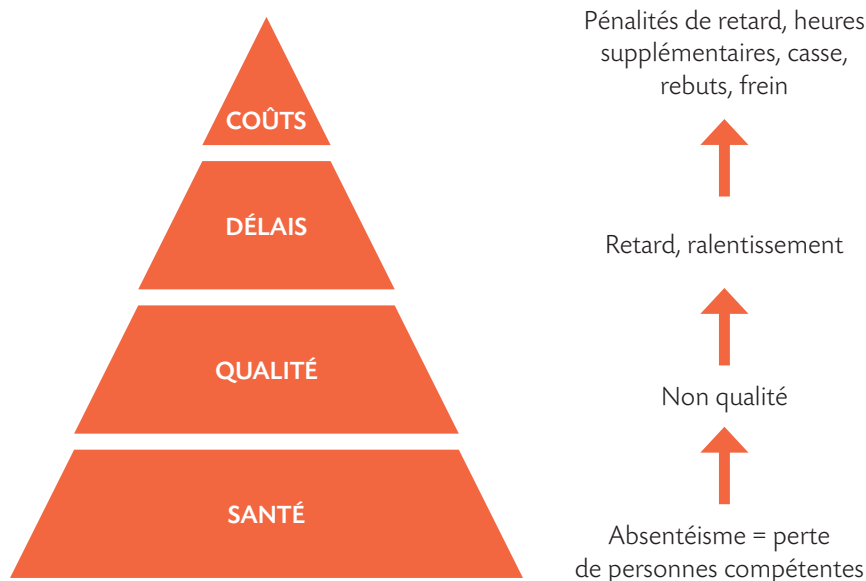 Pénalités de retard, heures
supplémentaires, casse,
rebuts, frein
COÛTS
DÉLAIS
Retard, ralentissement
QUALITÉ
Non qualité
SANTÉ
Absentéisme = perte
de personnes compétentes